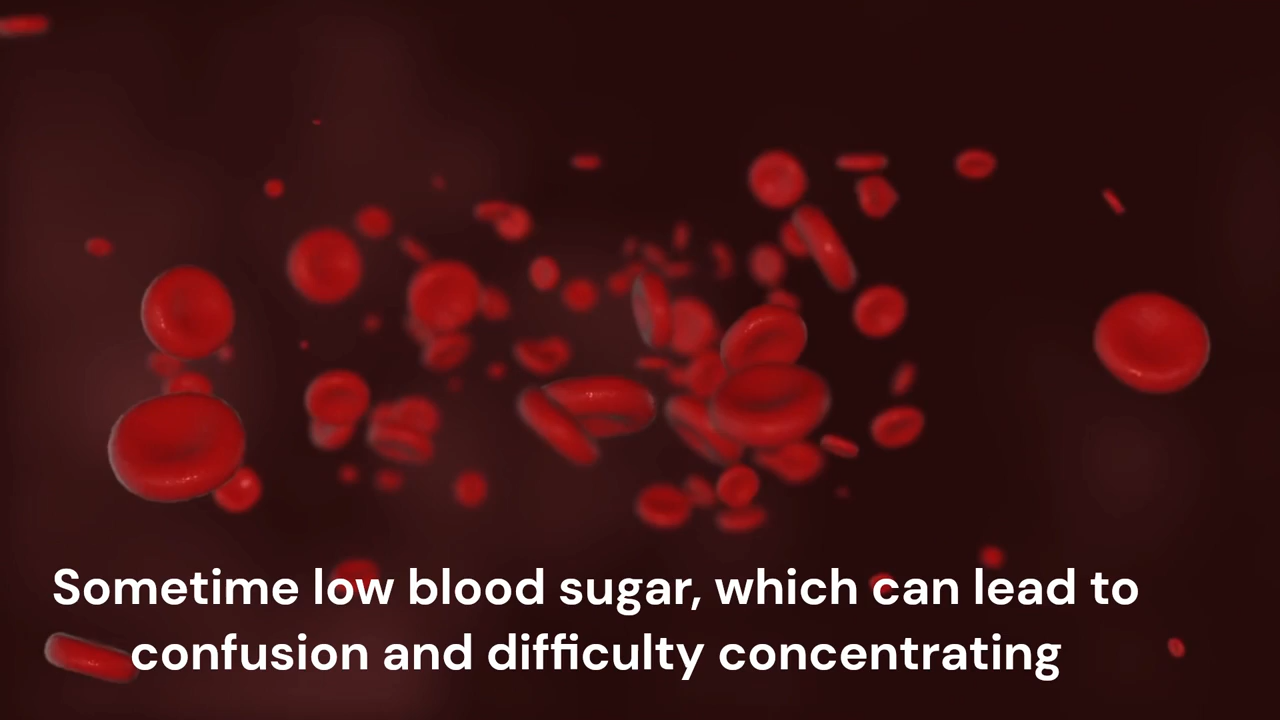 Sometime low blood sugar, which can lead to
confusion and difficulty concentrating